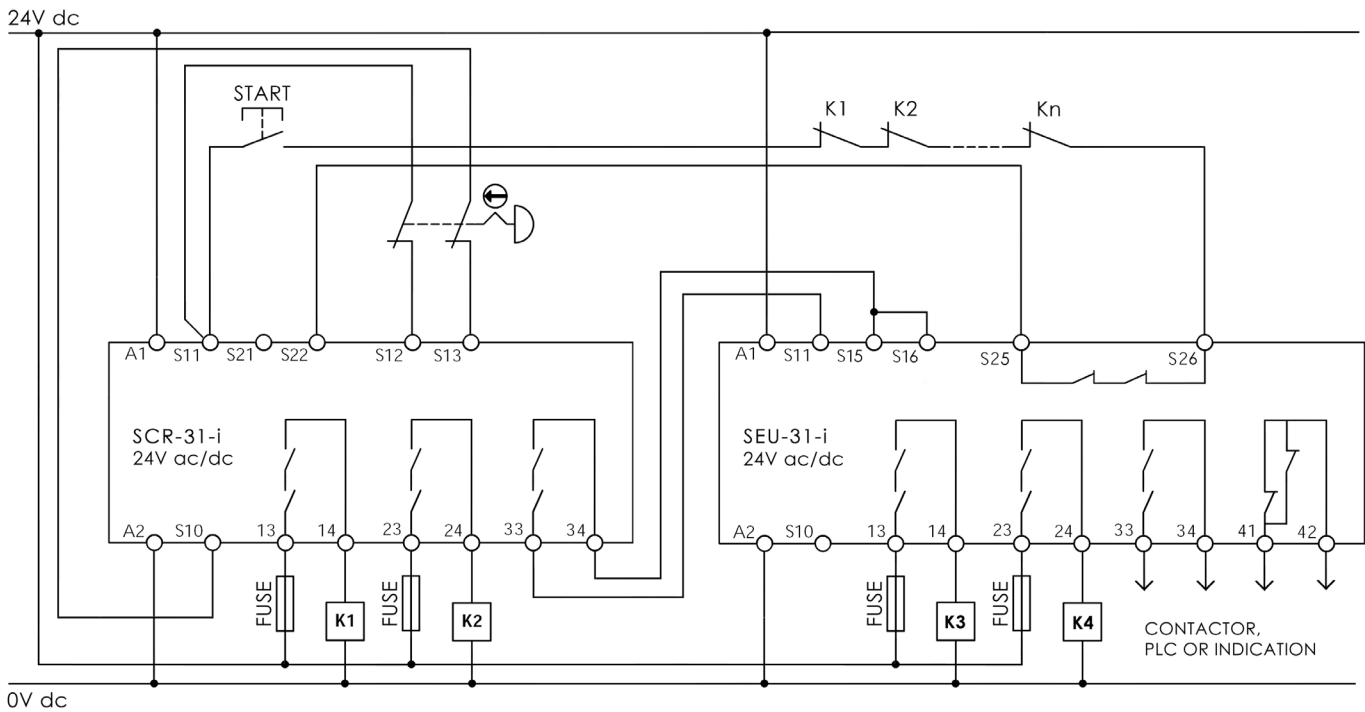 24V dc
START
K1 K2 Kn
A1 S11 S21 S22 S12 S13
A1 S11 S15 S16 S25 S26
SCR-31-i
24V ac/dc
SEU-31-i
24V ac/dc
A2 S10 13 14 23 24 33 34
A2 S10 13 14 23 24 33 34 41 42
FUSE K1 FUSE K2
FUSE K3 FUSE K4
CONTACTOR,
PLC OR INDICATION
0V dc